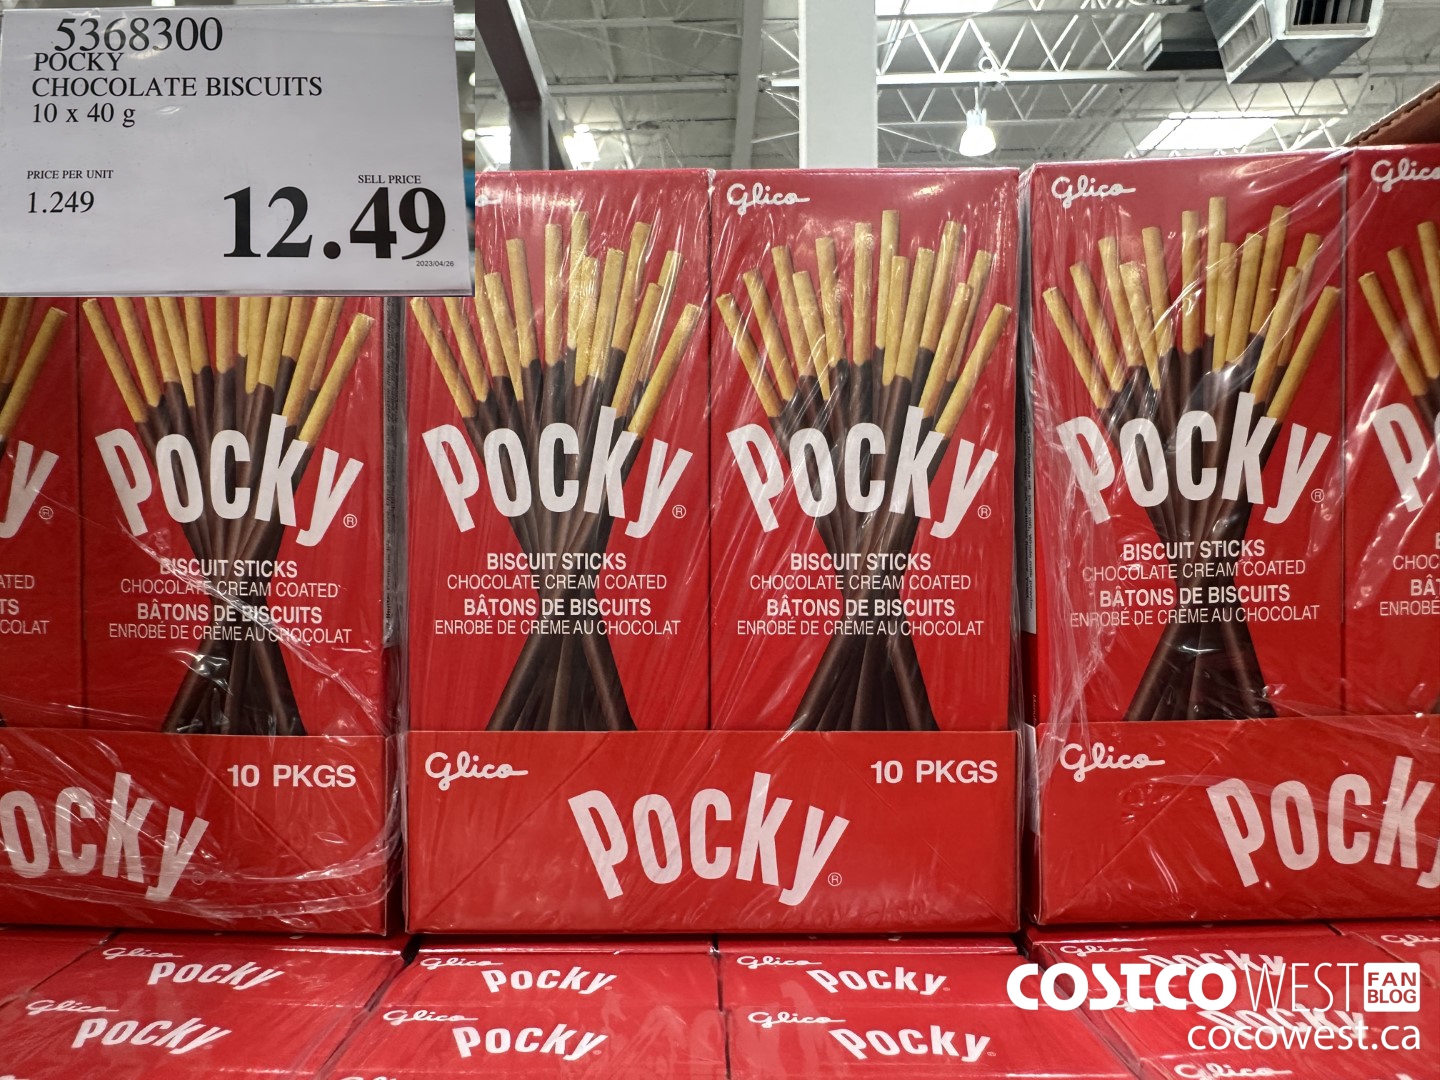 5368300
POCKY
CHOCOLATE BISCUITS
10 x 40 g
PRICE PER UNIT
1.249
SELL PRICE
12.49
2023/04/26
Glico
Glico
Glico
Pocky®
BISCUIT STICKS
CHOCOLATE CREAM COATED
BÂTONS DE BISCUITS
ENROBÉ DE CRÈME AU CHOCOLAT
Pocky®
BISCUIT STICKS
CHOCOLATE CREAM COATED
BÂTONS DE BISCUITS
ENROBÉ DE CRÈME AU CHOCOLAT
Pocky®
BISCUIT STICKS
CHOCOLATE CREAM COATED
BÂTONS DE BISCUITS
ENROBÉ DE CRÈME AU CHOCOLAT
Pocky®
BISCUIT STICKS
CHOCOLATE CREAM COATED
BÂTONS DE BISCUITS
ENROBÉ DE CRÈME AU CHOCOLAT
10 PKGS
Glico
10 PKGS
Pocky®
Glico
Glico Pocky
Glico Pocky
Glico Pocky
Glico Pocky
Glico Pocky
Glico Pocky
Glico Pocky
COSTCO WEST FAN BLOG
cocowest.ca